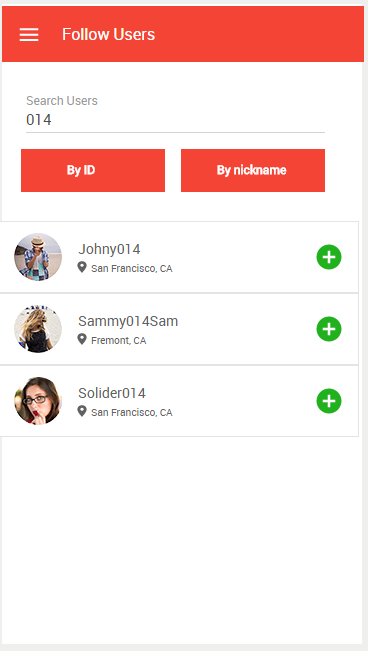 Follow Users
Search Users
014
By ID
By nickname
Johny014
San Francisco, CA
Sammy014Sam
Fremont, CA
Solider014
San Francisco, CA